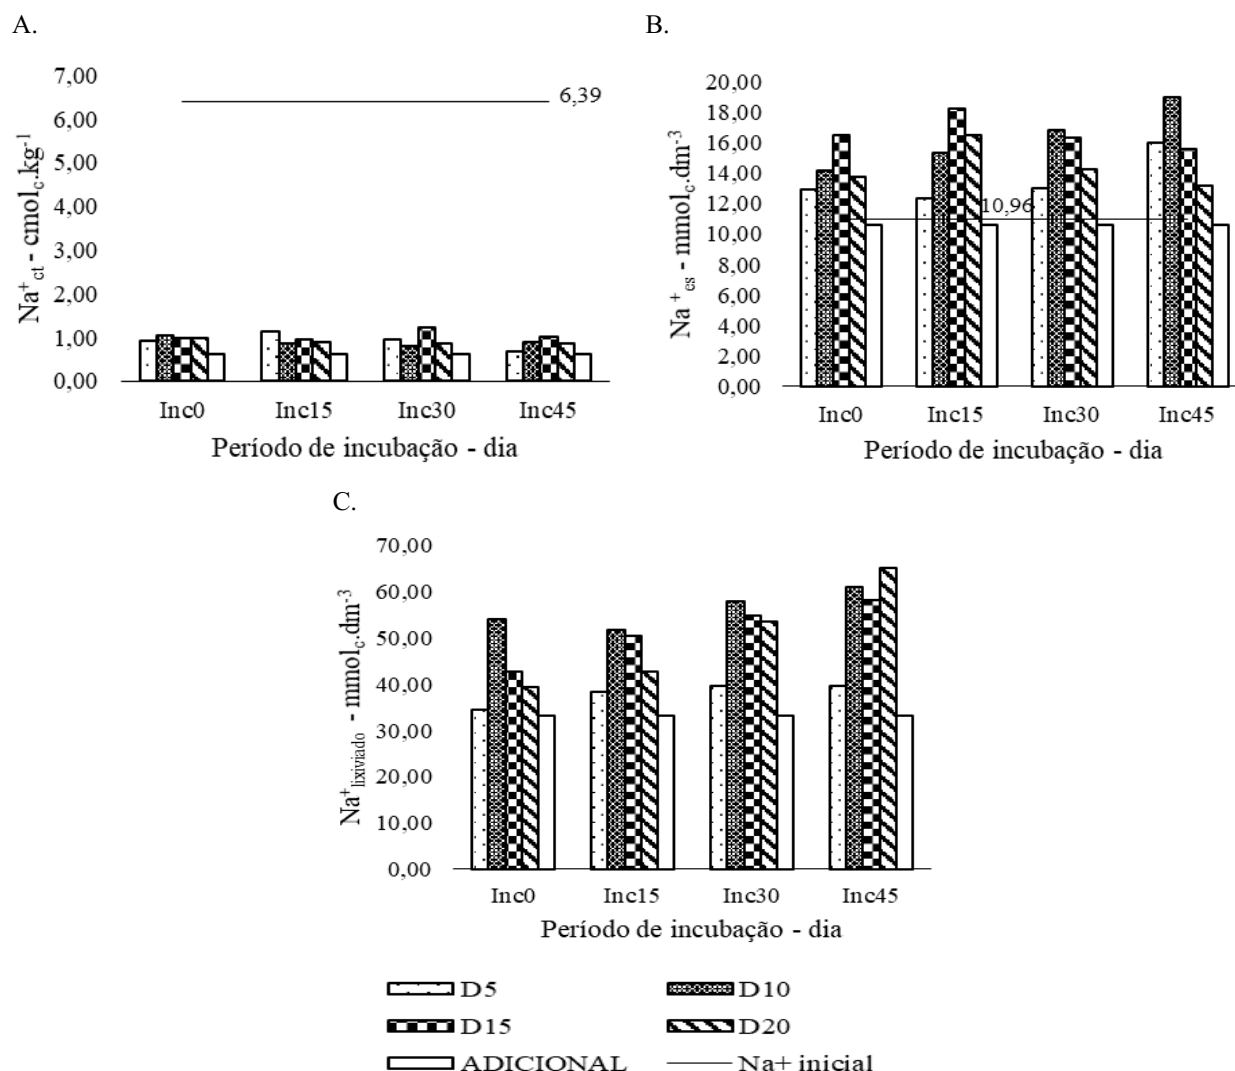 A.
Na⁺ct - cmolc.kg⁻¹
7,00
6,00
5,00
4,00
3,00
2,00
1,00
0,00
6,39
Inc0 Inc15 Inc30 Inc45
Período de incubação - dia
B.
Na⁺es - mmolc.dm⁻³
20,00
18,00
16,00
14,00
12,00
10,00
8,00
6,00
4,00
2,00
0,00
10,96
Inc0 Inc15 Inc30 Inc45
Período de incubação - dia
C.
Na⁺lixiviado - mmolc.dm⁻³
70,00
60,00
50,00
40,00
30,00
20,00
10,00
0,00
Inc0 Inc15 Inc30 Inc45
Período de incubação - dia
D5 D10
D15 D20
ADICIONAL Na+ inicial